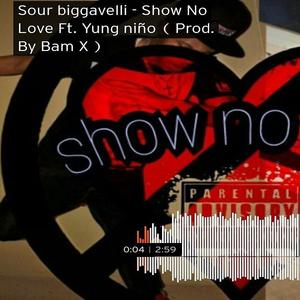 Sour biggavelli - Show No
Love Ft. Yung niño ( Prod.
By Bam X )
show no
PARENTAL
ADVISORY
0:04 | 2:59